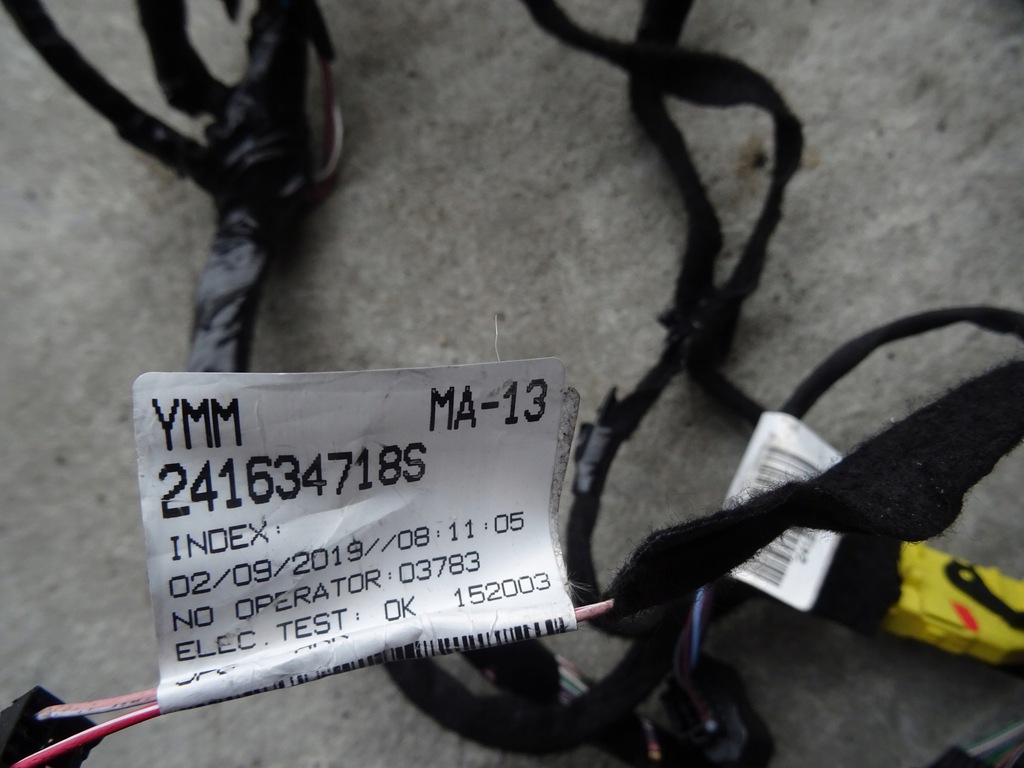 YMM MA-13
241634718S
INDEX:
02/09/2019//08:11:05
NO OPERATOR:03783
ELEC. TEST: OK 152003